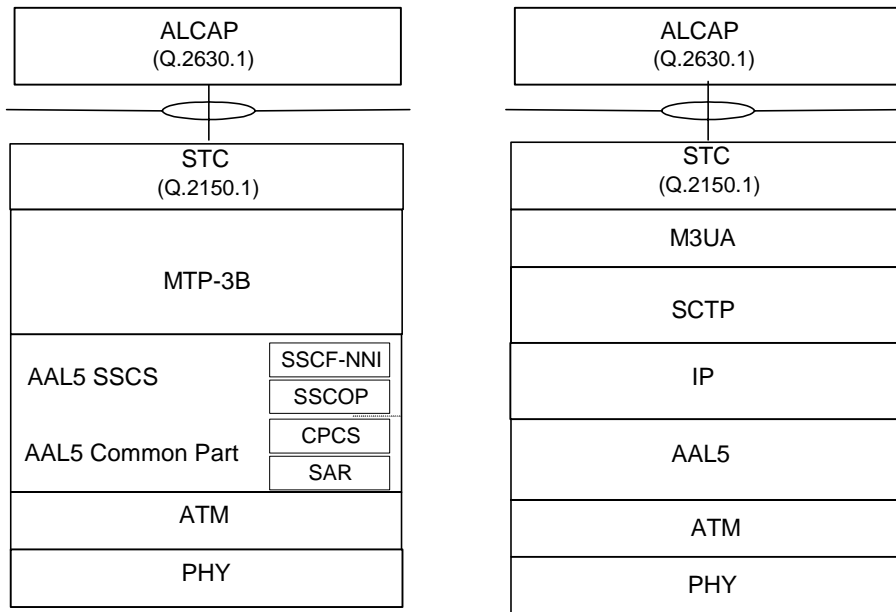 ALCAP
(Q.2630.1)
STC
(Q.2150.1)
MTP-3B
AAL5 SSCS
SSCF-NNI
SSCOP
AAL5 Common Part
CPCS
SAR
ATM
PHY
ALCAP
(Q.2630.1)
STC
(Q.2150.1)
M3UA
SCTP
IP
AAL5
ATM
PHY